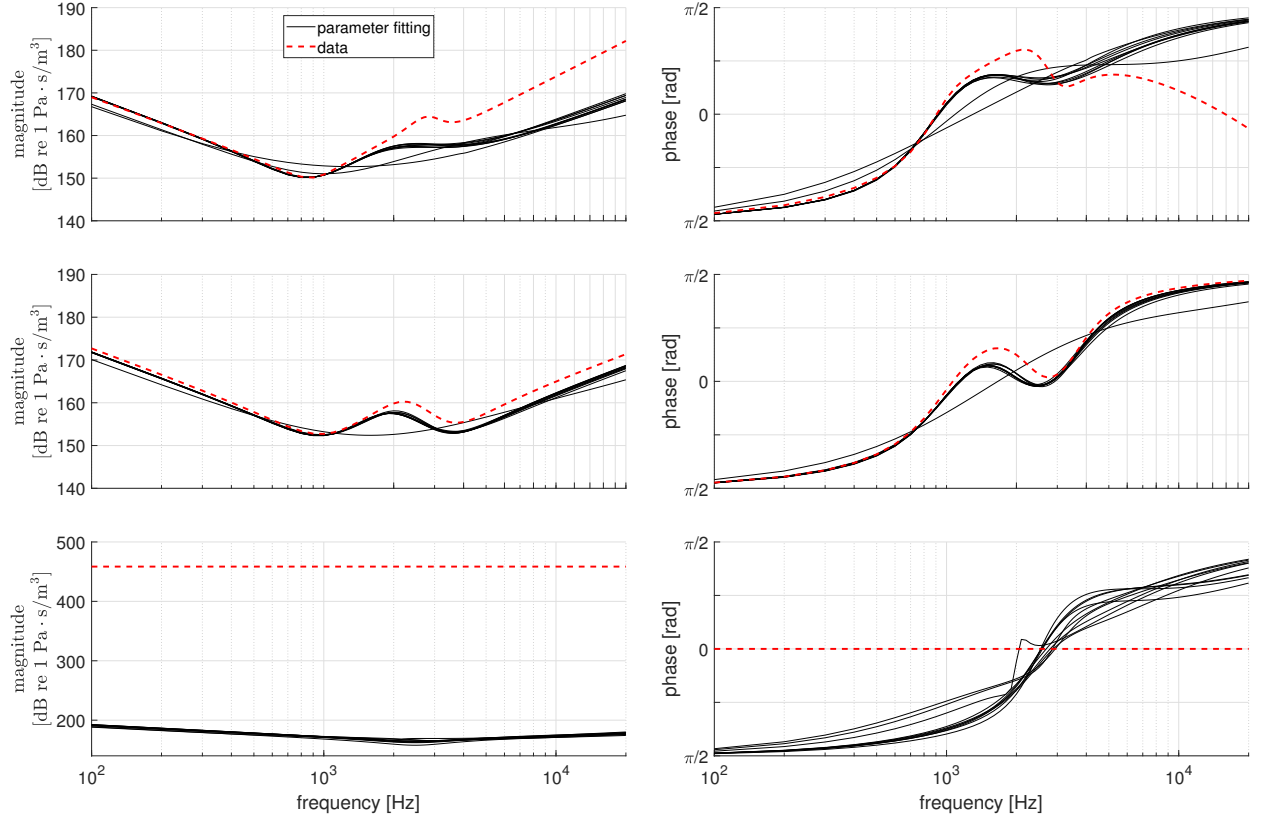 190
180
170
160
150
140
magnitude
[dB re 1 Pa · s/m³]
parameter fitting
data
π/2
0
π/2
phase [rad]
190
180
170
160
150
140
magnitude
[dB re 1 Pa · s/m³]
π/2
0
π/2
phase [rad]
500
400
300
200
magnitude
[dB re 1 Pa · s/m³]
10² 10³ 10⁴
frequency [Hz]
π/2
0
π/2
phase [rad]
10² 10³ 10⁴
frequency [Hz]